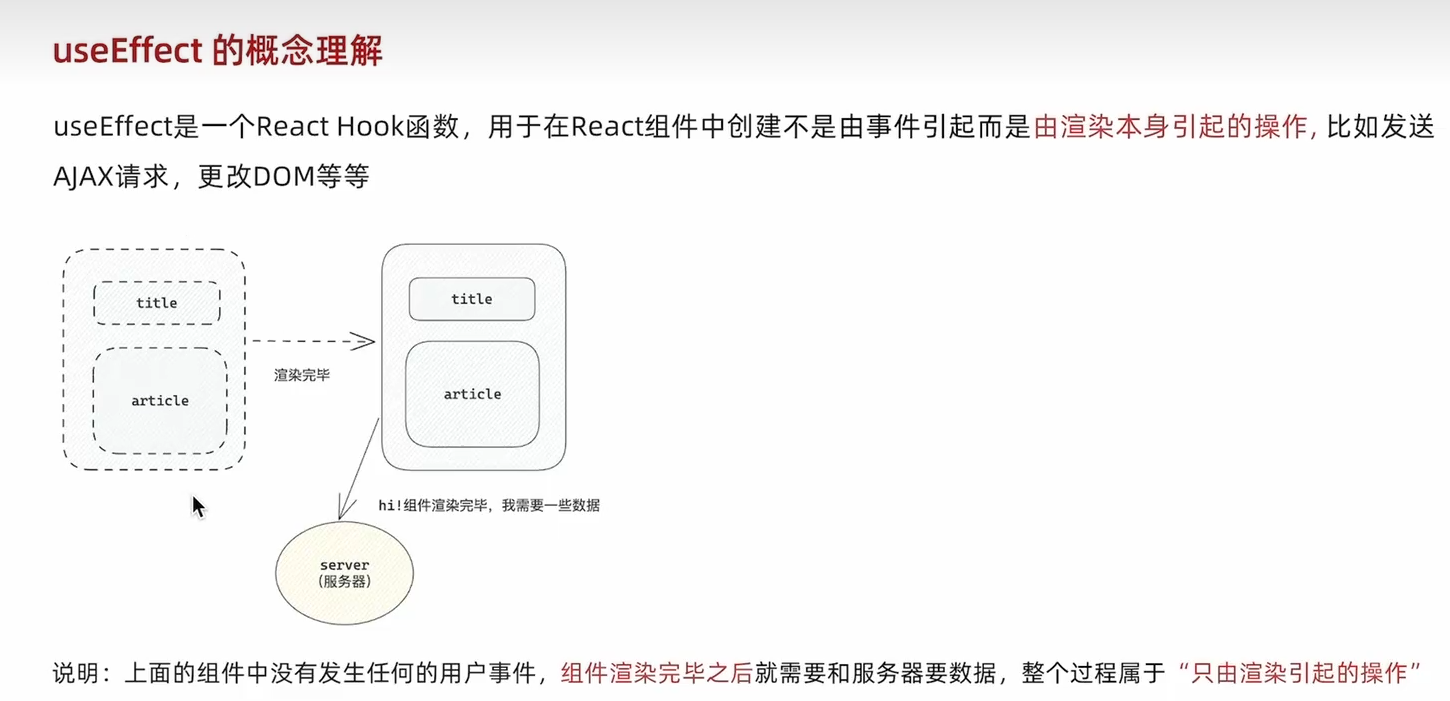 useEffect 的概念理解
useEffect是一个React Hook函数，用于在React组件中创建不是由事件引起而是由渲染本身引起的操作, 比如发送
AJAX请求，更改DOM等等
title
article
渲染完毕
title
article
hi!组件渲染完毕，我需要一些数据
server
(服务器)
说明：上面的组件中没有发生任何的用户事件，组件渲染完毕之后就需要和服务器要数据，整个过程属于“只由渲染引起的操作”